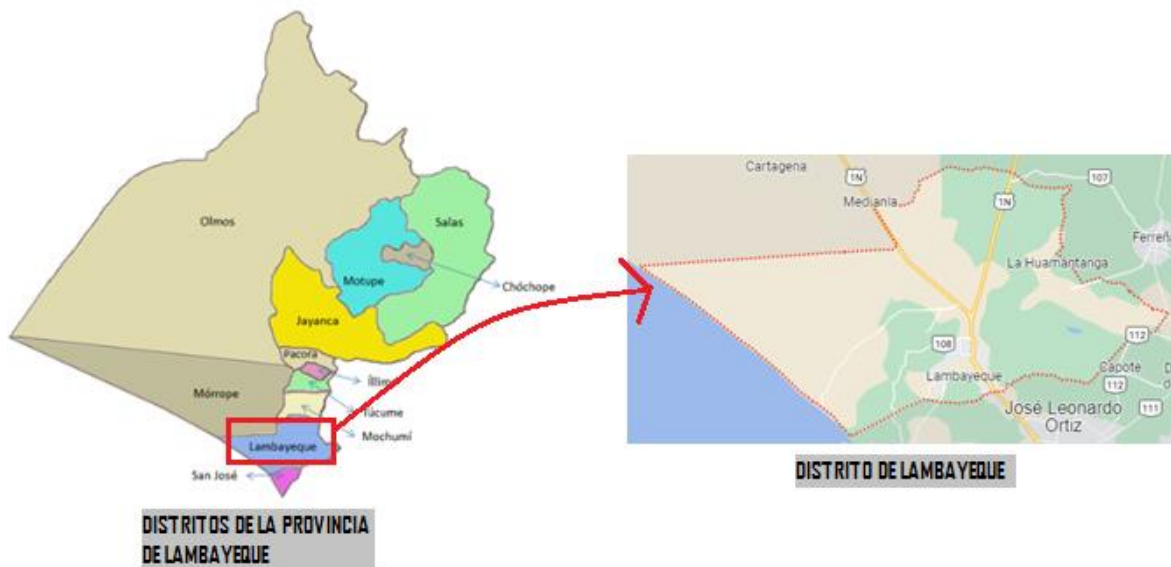 Olmos
Salas
Motupe
Chóchope
Jayanca
Pacora
Íllimo
Túcume
Mórrope
Mochumí
Lambayeque
San José
DISTRITOS DE LA PROVINCIA
DE LAMBAYEQUE
Cartagena
1N
107
Medianía
1N
Ferreña
La Huamantanga
112
108
Capote
D
Lambayeque
112
111
José Leonardo
Ortiz
DISTRITO DE LAMBAYEQUE